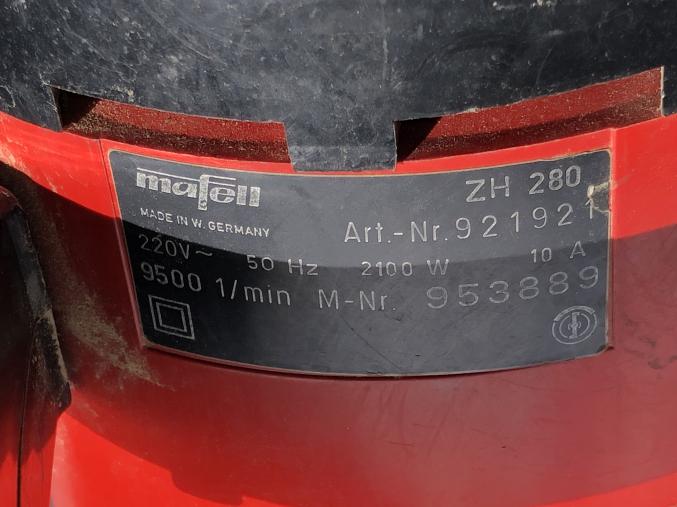 mafell ZH 280
MADE IN W. GERMANY Art.-Nr. 921921
220V~ 50 Hz 2100 W 10 A
9500 1/min M-Nr. 953889